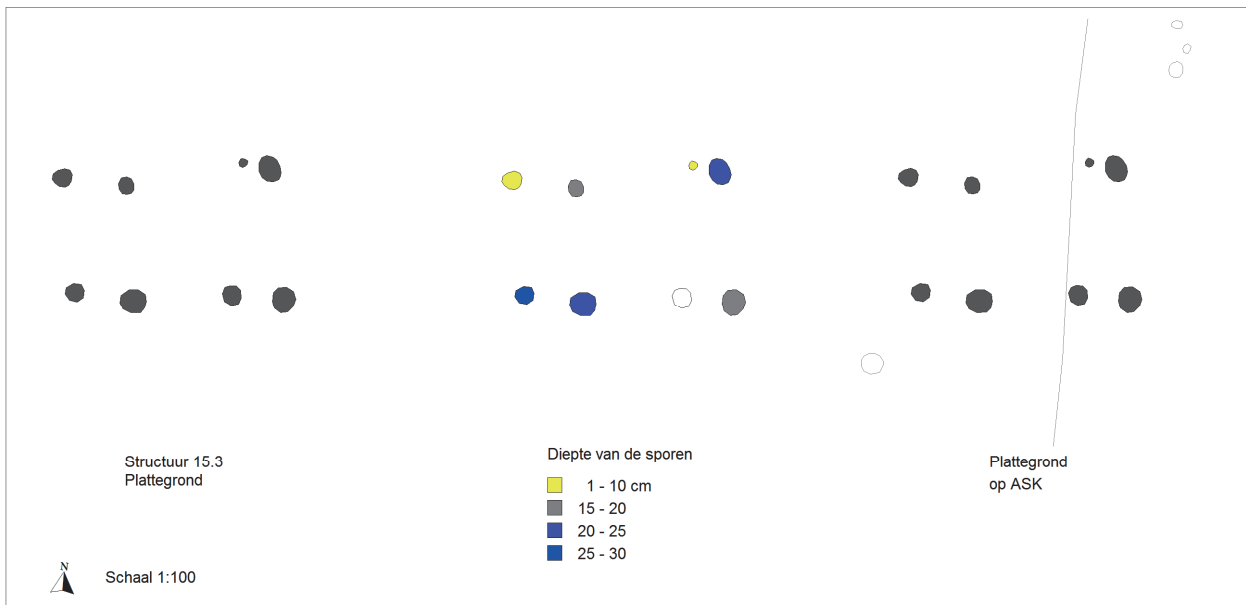 Structuur 15.3
Plattegrond
Diepte van de sporen
1 - 10 cm
15 - 20
20 - 25
25 - 30
Plattegrond
op ASK
N
Schaal 1:100